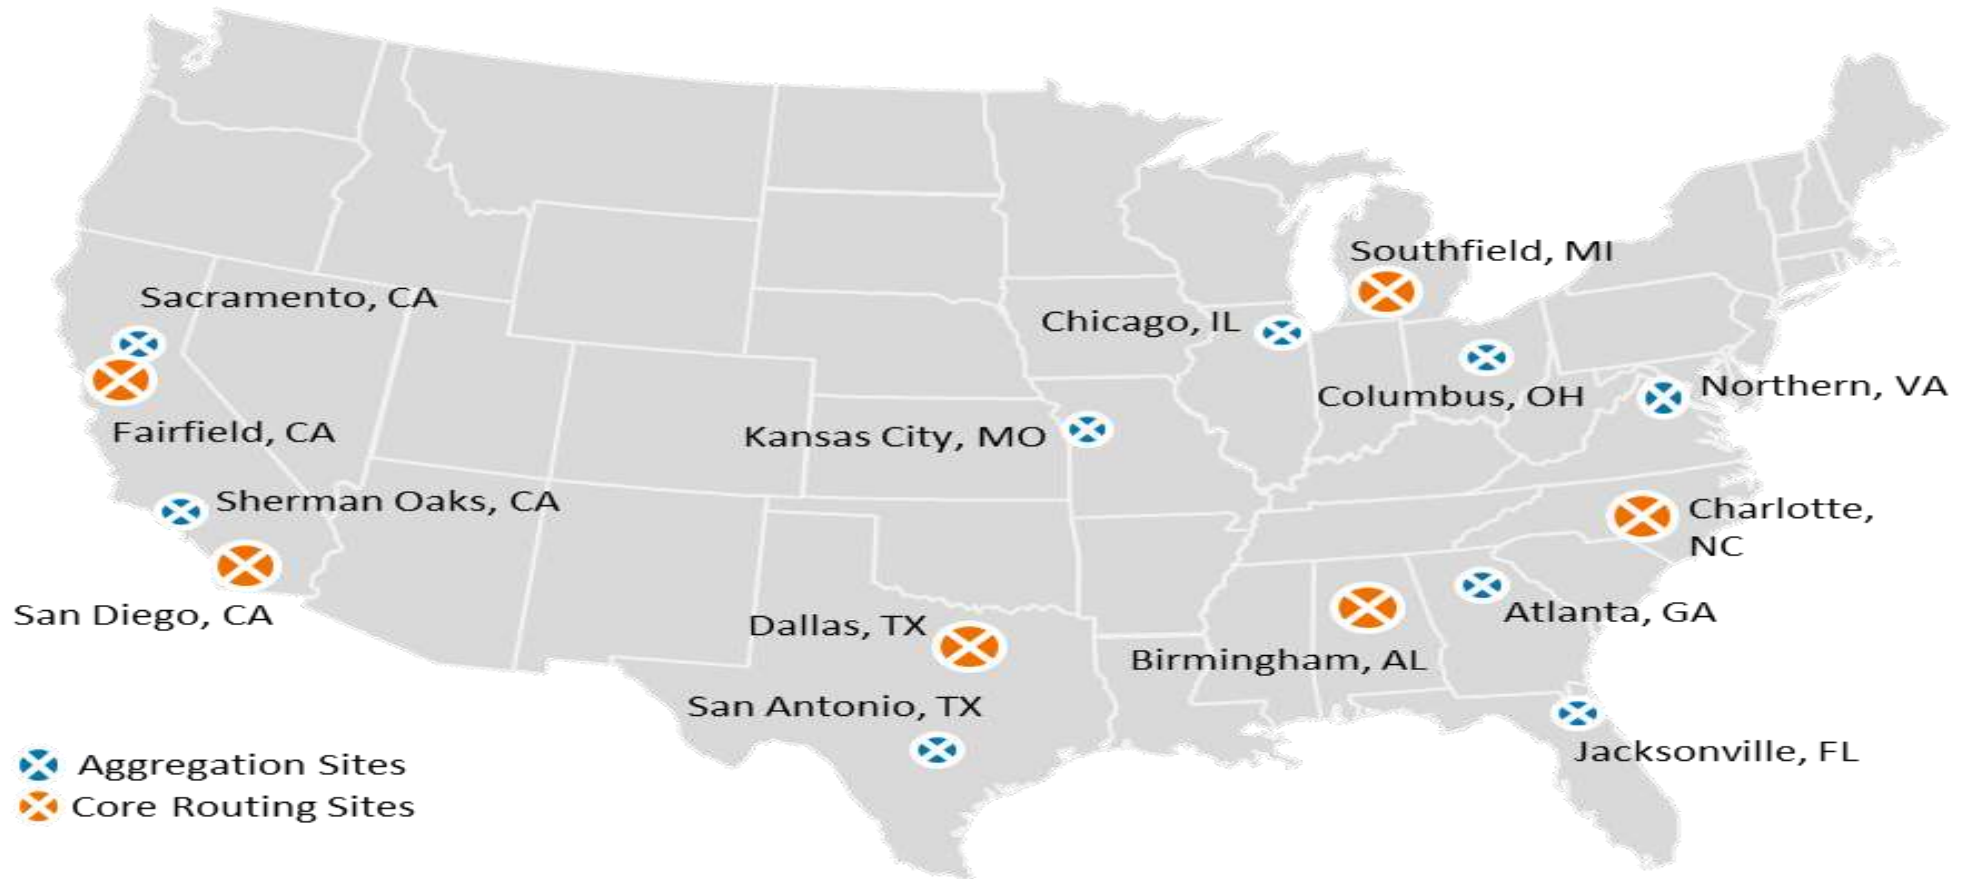 Southfield, MI
Sacramento, CA
Chicago, IL
Northern, VA
Columbus, OH
Fairfield, CA
Kansas City, MO
Sherman Oaks, CA
Charlotte,
NC
San Diego, CA
Atlanta, GA
Dallas, TX
Birmingham, AL
San Antonio, TX
Jacksonville, FL
Aggregation Sites
Core Routing Sites